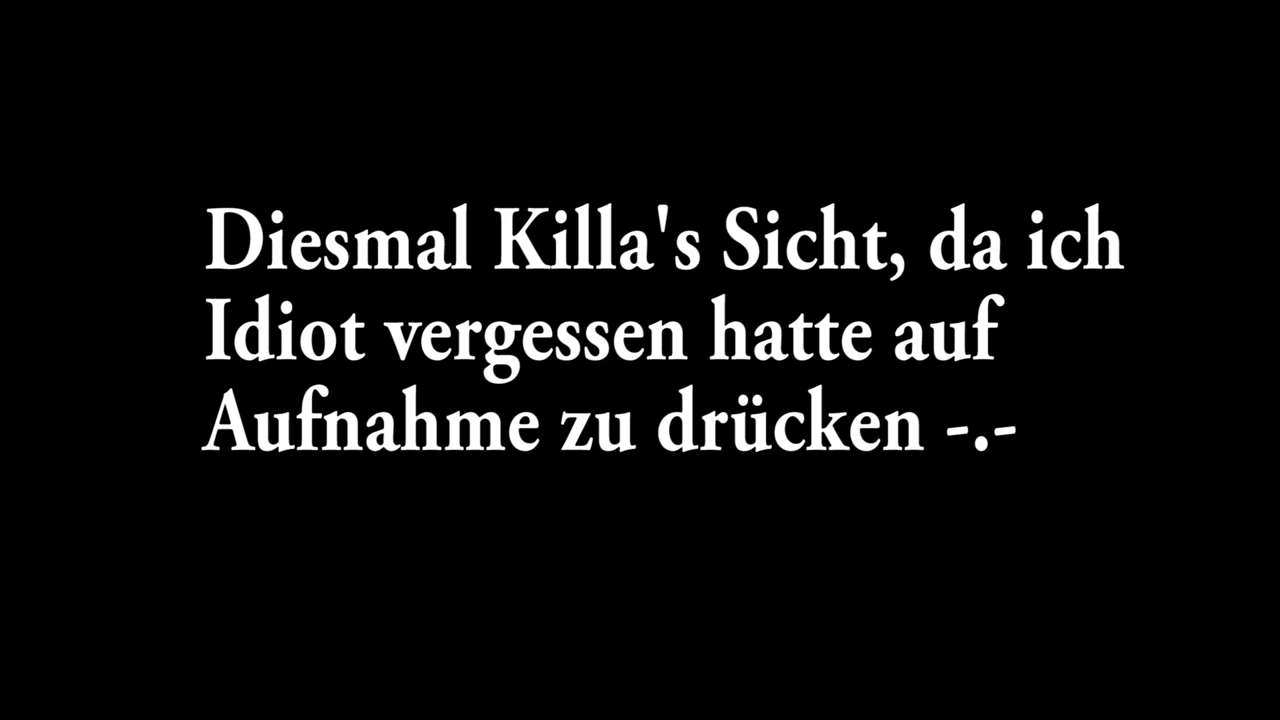 Diesmal Killa's Sicht, da ich
Idiot vergessen hatte auf
Aufnahme zu drücken -.-